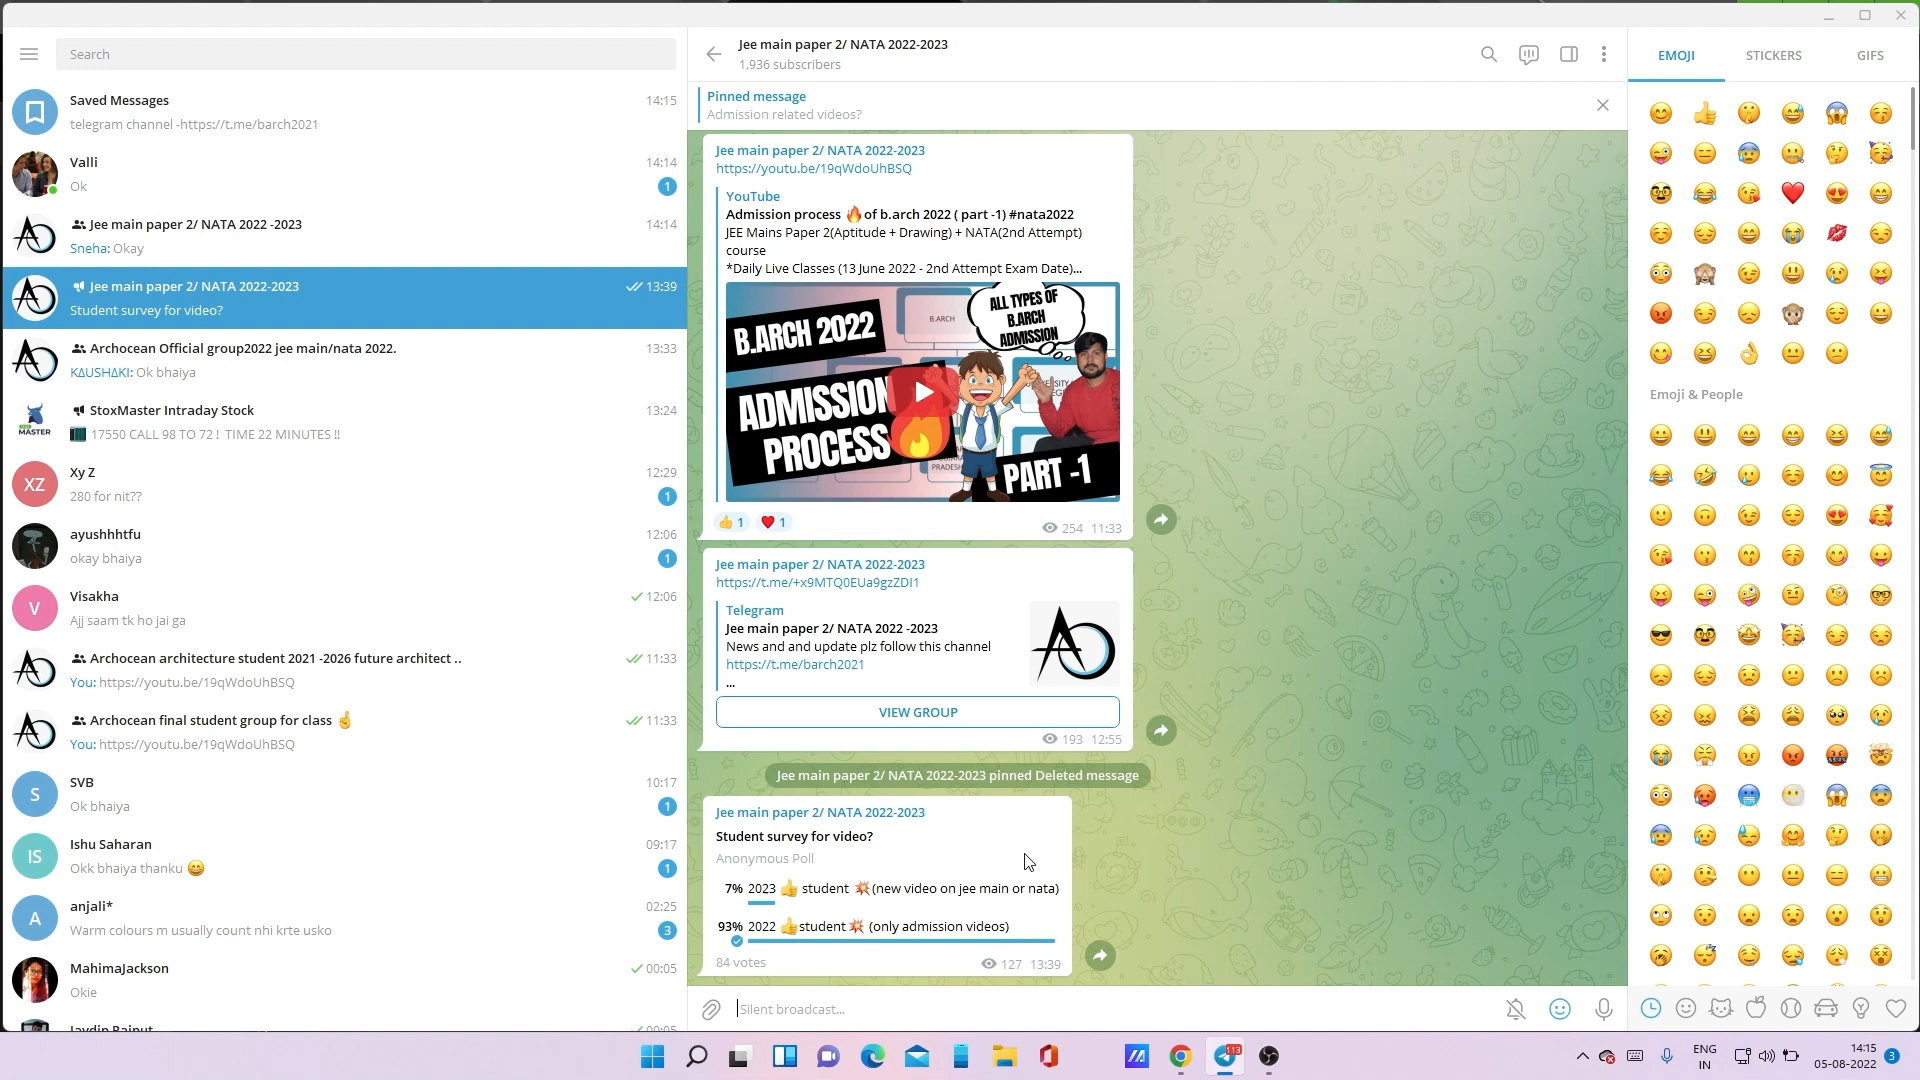 Search
Saved Messages 14:15
telegram channel -https://t.me/barch2021
Valli 14:14
Ok 1
Jee main paper 2/ NATA 2022 -2023 14:14
Sneha: Okay
Jee main paper 2/ NATA 2022-2023 13:39
Student survey for video?
Archocean Official group2022 jee main/nata 2022. 13:33
KΔUSHΔKI: Ok bhaiya
StoxMaster Intraday Stock 13:24
MASTER 17550 CALL 98 TO 72 ! TIME 22 MINUTES !!
XZ
Xy Z 12:29
280 for nit?? 1
ayushhhtfu 12:06
okay bhaiya 1
V
Visakha 12:06
Ajj saam tk ho jai ga
Archocean architecture student 2021 -2026 future architect .. 11:33
You: https://youtu.be/19qWdoUhBSQ
Archocean final student group for class 🤞 11:33
You: https://youtu.be/19qWdoUhBSQ
S
SVB 10:17
Ok bhaiya 1
IS
Ishu Saharan 09:17
Okk bhaiya thanku 😄 1
A
anjali* 02:25
Warm colours m usually count nhi krte usko 3
MahimaJackson 00:05
Okie
Jaydip Rajput 00:05
Jee main paper 2/ NATA 2022-2023
1,936 subscribers
Pinned message
Admission related videos?
Jee main paper 2/ NATA 2022-2023
https://youtu.be/19qWdoUhBSQ
YouTube
Admission process 🔥of b.arch 2022 ( part -1) #nata2022
JEE Mains Paper 2(Aptitude + Drawing) + NATA(2nd Attempt)
course
*Daily Live Classes (13 June 2022 - 2nd Attempt Exam Date)...
B.ARCH 2022
B.ARCH
ALL TYPES OF
B.ARCH
ADMISSION
ADMISSION
PROCESS
PRADESH
PART -1
👍 1 ❤️ 1
254 11:33
Jee main paper 2/ NATA 2022-2023
https://t.me/+x9MTQ0EUa9gzZDI1
Telegram
Jee main paper 2/ NATA 2022 -2023
News and and update plz follow this channel
https://t.me/barch2021
...
VIEW GROUP
193 12:55
Jee main paper 2/ NATA 2022-2023 pinned Deleted message
Jee main paper 2/ NATA 2022-2023
Student survey for video?
Anonymous Poll
7% 2023 👍 student 💥(new video on jee main or nata)
93% 2022 👍student💥 (only admission videos)
84 votes 127 13:39
Silent broadcast...
EMOJI STICKERS GIFS
Emoji & People
113
ENG
IN
14:15
05-08-2022
3